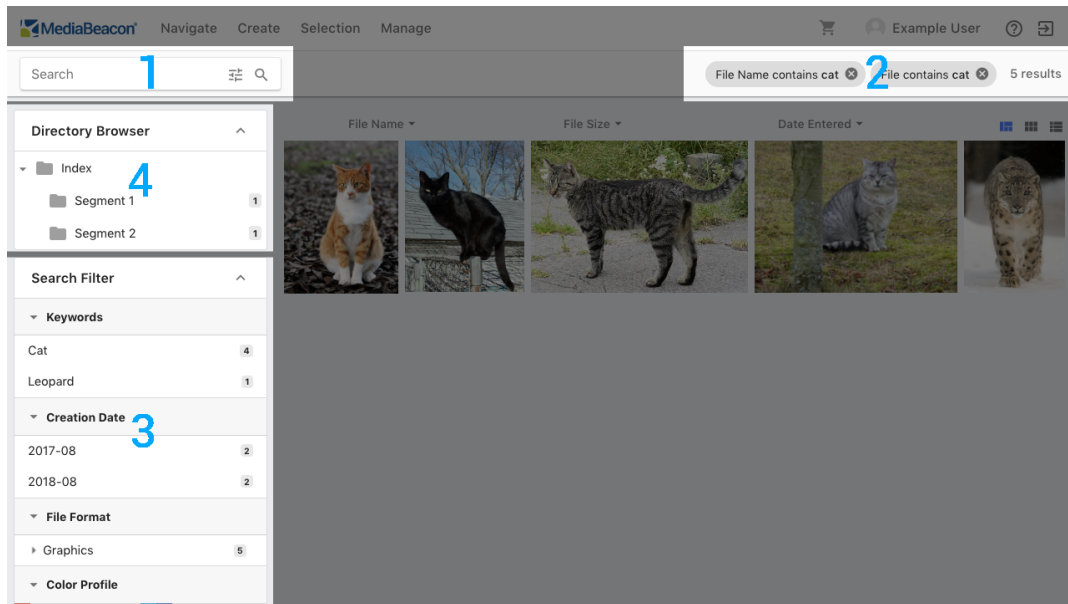 MediaBeacon® Navigate Create Selection Manage Example User
Search 1 File Name contains cat 2 File contains cat 5 results
Directory Browser
File Name File Size Date Entered
Index
4
Segment 1 1
Segment 2 1
Search Filter
Keywords
Cat 4
Leopard 1
Creation Date
3
2017-08 2
2018-08 2
File Format
Graphics 5
Color Profile